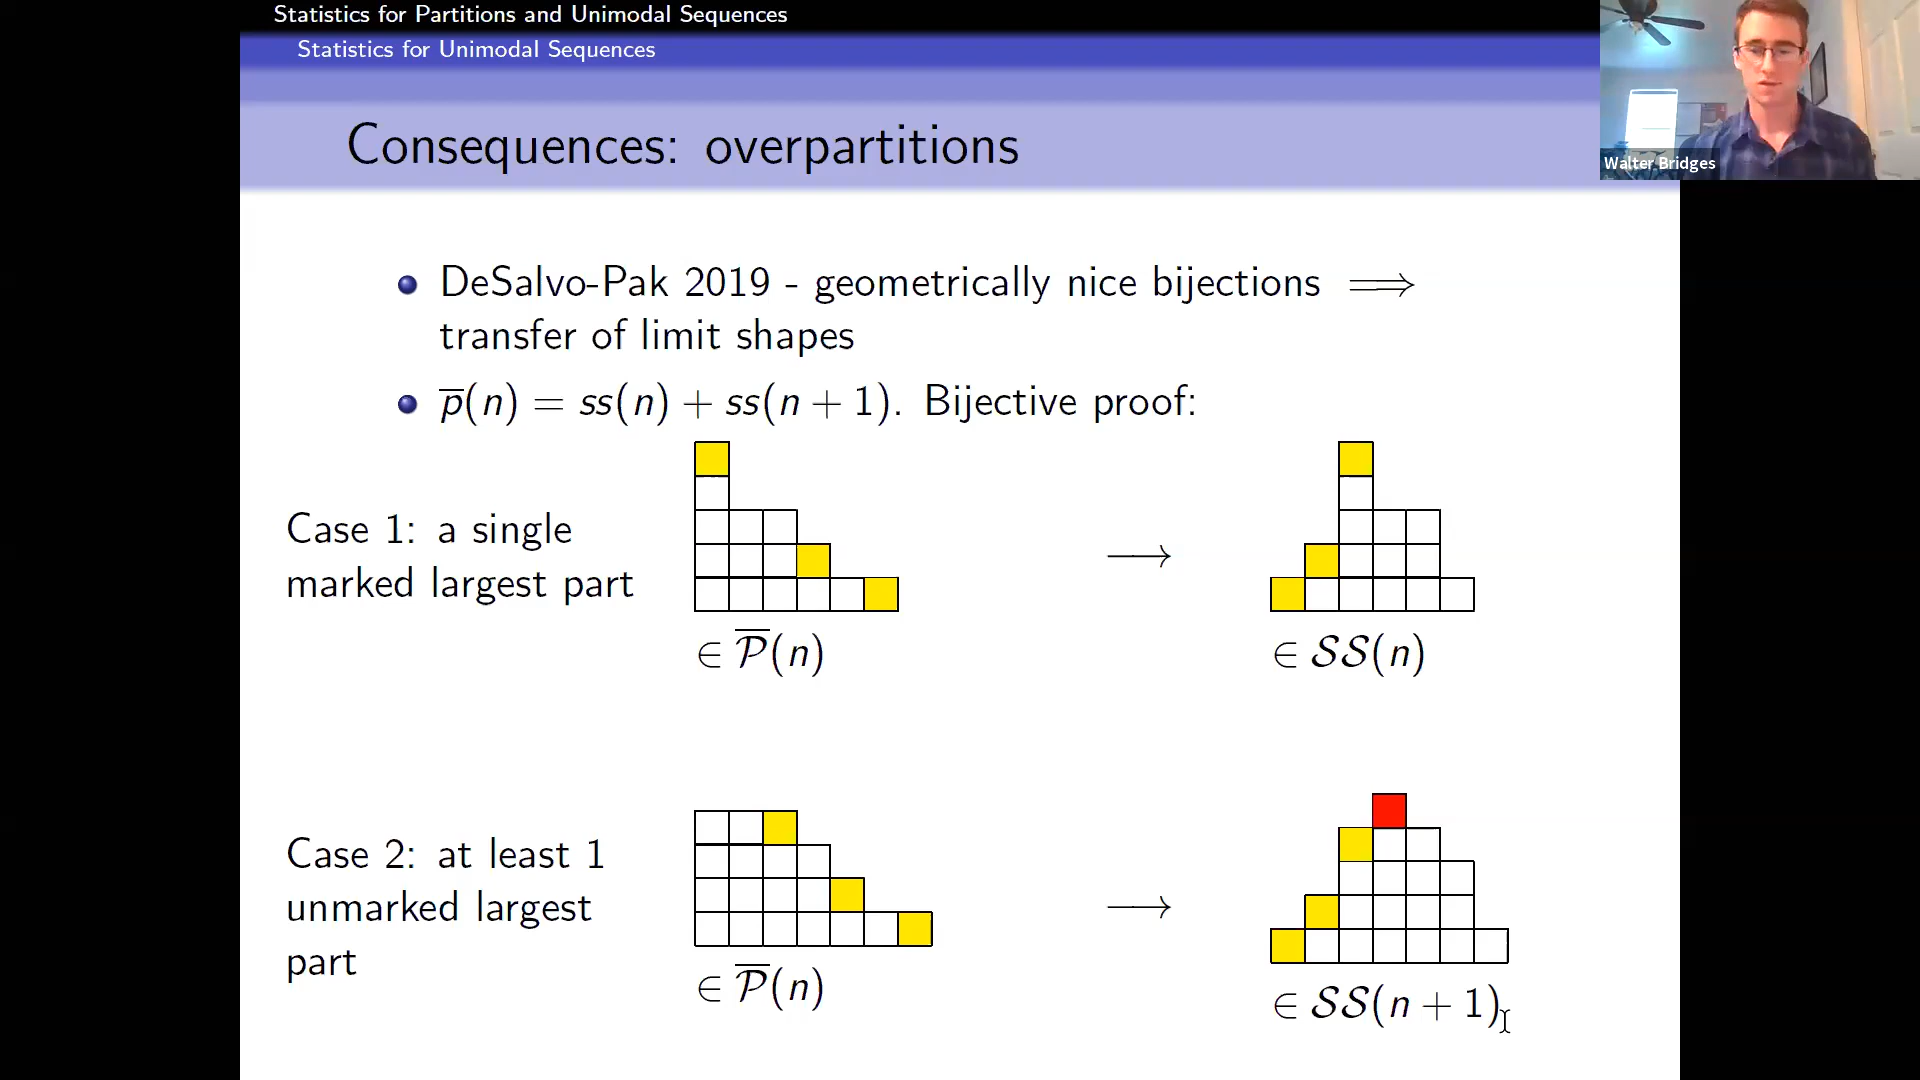 Statistics for Partitions and Unimodal Sequences
Statistics for Unimodal Sequences
Walter Bridges
Consequences: overpartitions
DeSalvo-Pak 2019 - geometrically nice bijections ⟹
transfer of limit shapes
p̅(n) = ss(n) + ss(n + 1). Bijective proof:
Case 1: a single
marked largest part
⟶
∈ 𝒫̅(n)
∈ 𝒮𝒮(n)
Case 2: at least 1
unmarked largest
part
⟶
∈ 𝒫̅(n)
∈ 𝒮𝒮(n + 1)